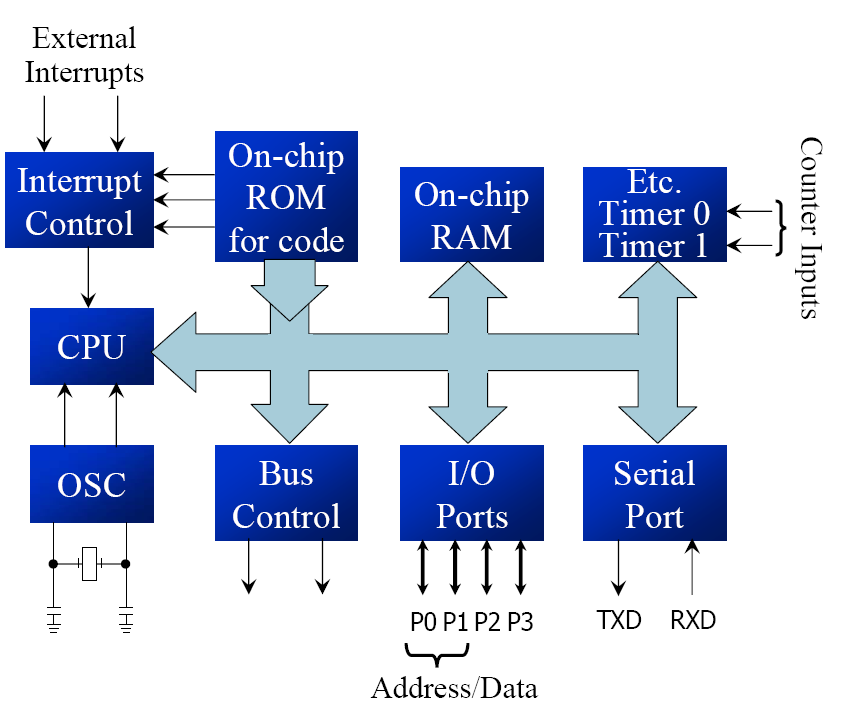 External
Interrupts
Interrupt
Control
On-chip
ROM
for code
On-chip
RAM
Etc.
Timer 0
Timer 1
Counter Inputs
CPU
OSC
Bus
Control
I/O
Ports
Serial
Port
P0 P1 P2 P3
TXD
RXD
Address/Data